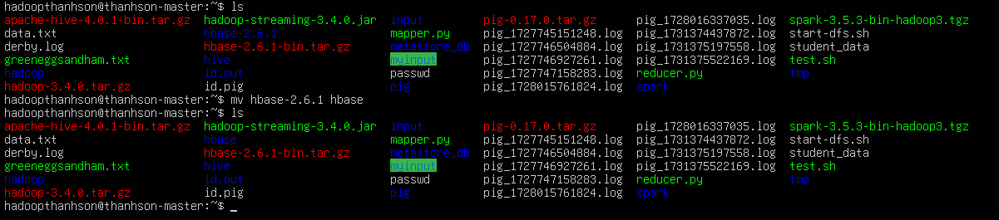 hadoopthanhson@thanhson-master:~$ ls
apache-hive-4.0.1-bin.tar.gz hadoop-streaming-3.4.0.jar input pig-0.17.0.tar.gz pig_1728016337035.log spark-3.5.3-bin-hadoop3.tgz
data.txt hbase-2.6.1 mapper.py pig_1727745151248.log pig_1731374437872.log start-dfs.sh
derby.log hbase-2.6.1-bin.tar.gz metastore_db pig_1727746504884.log pig_1731375197558.log student_data
greeneggsandham.txt hive myinput pig_1727746927261.log pig_1731375522169.log test.sh
hadoop id.out passwd pig_1727747158283.log reducer.py tmp
hadoop-3.4.0.tar.gz id.pig pig pig_1728015761824.log spark
hadoopthanhson@thanhson-master:~$ mv hbase-2.6.1 hbase
hadoopthanhson@thanhson-master:~$ ls
apache-hive-4.0.1-bin.tar.gz hadoop-streaming-3.4.0.jar input pig-0.17.0.tar.gz pig_1728016337035.log spark-3.5.3-bin-hadoop3.tgz
data.txt hbase mapper.py pig_1727745151248.log pig_1731374437872.log start-dfs.sh
derby.log hbase-2.6.1-bin.tar.gz metastore_db pig_1727746504884.log pig_1731375197558.log student_data
greeneggsandham.txt hive myinput pig_1727746927261.log pig_1731375522169.log test.sh
hadoop id.out passwd pig_1727747158283.log reducer.py tmp
hadoop-3.4.0.tar.gz id.pig pig pig_1728015761824.log spark
hadoopthanhson@thanhson-master:~$ _